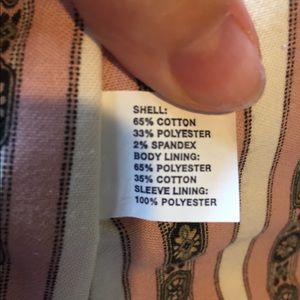 SHELL:
65% COTTON
33% POLYESTER
2% SPANDEX
BODY LINING:
65% POLYESTER
35% COTTON
SLEEVE LINING:
100% POLYESTER